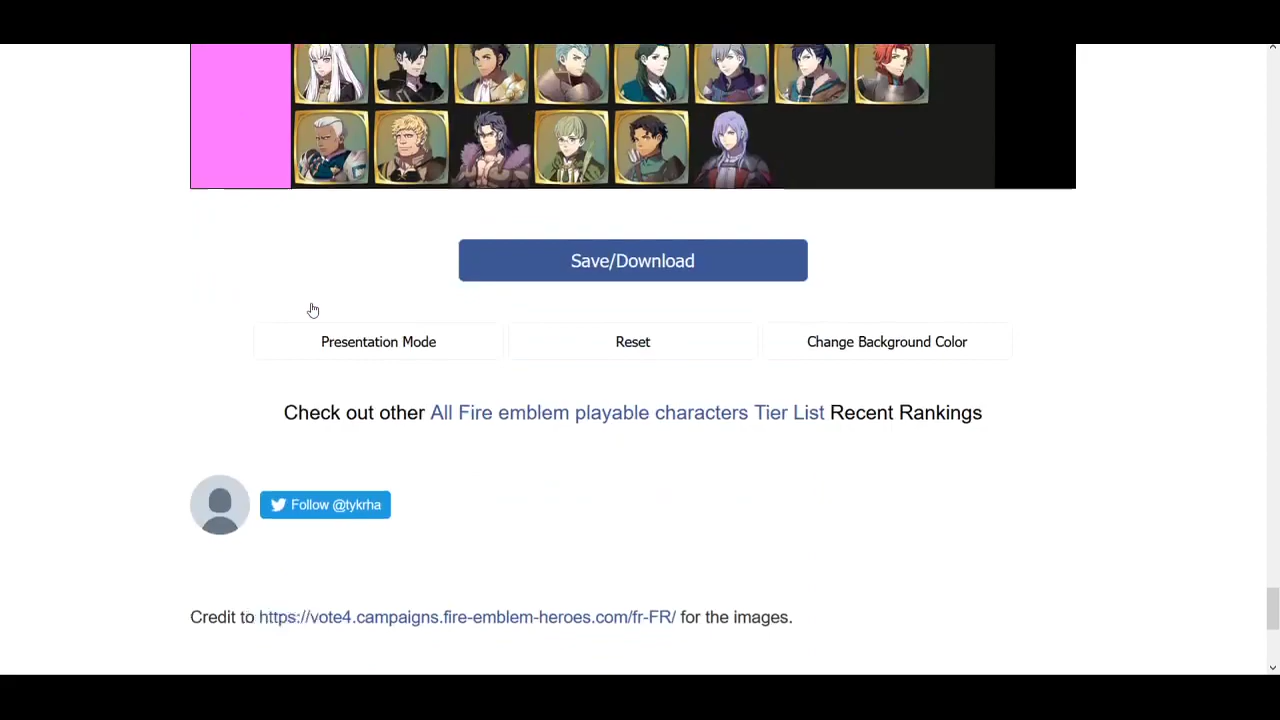 Save/Download
Presentation Mode
Reset
Change Background Color
Check out other All Fire emblem playable characters Tier List Recent Rankings
Follow @tykrha
Credit to https://vote4.campaigns.fire-emblem-heroes.com/fr-FR/ for the images.